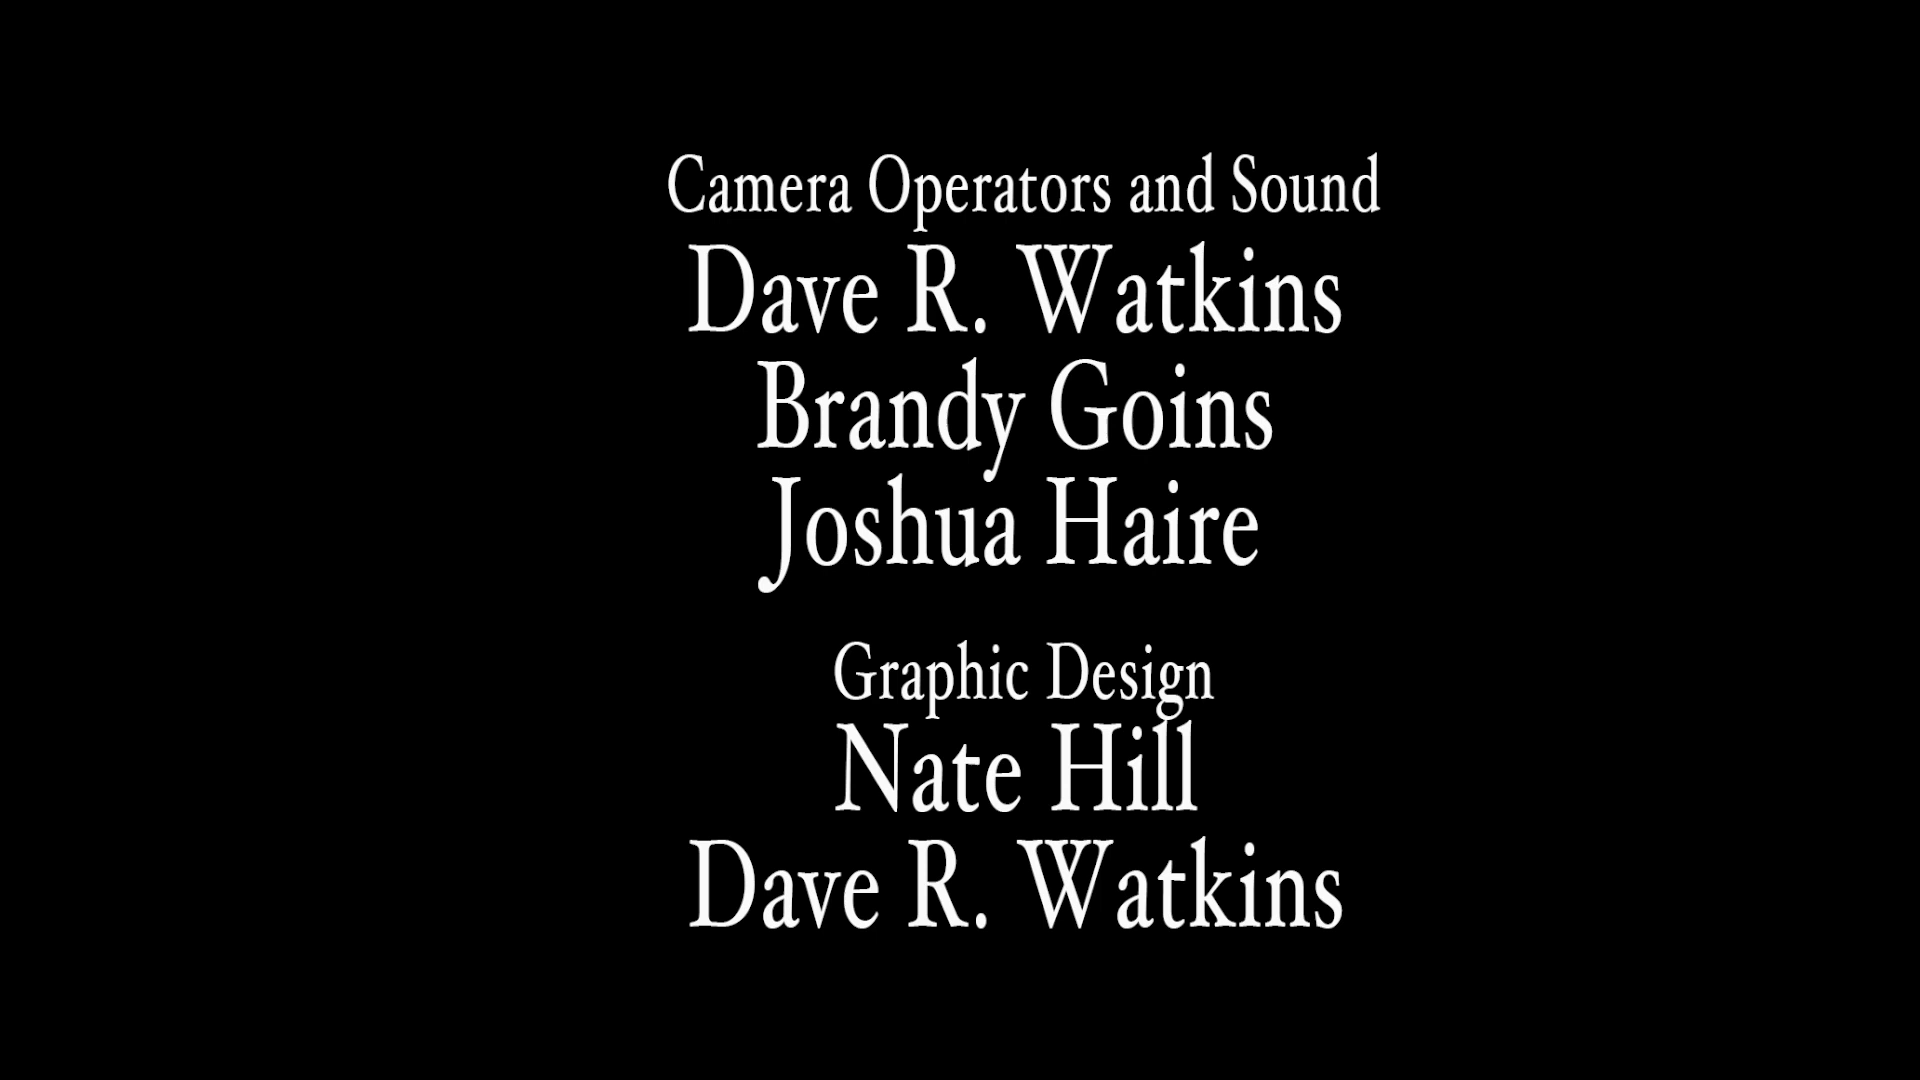 Camera Operators and Sound
Dave R. Watkins
Brandy Goins
Joshua Haire
Graphic Design
Nate Hill
Dave R. Watkins